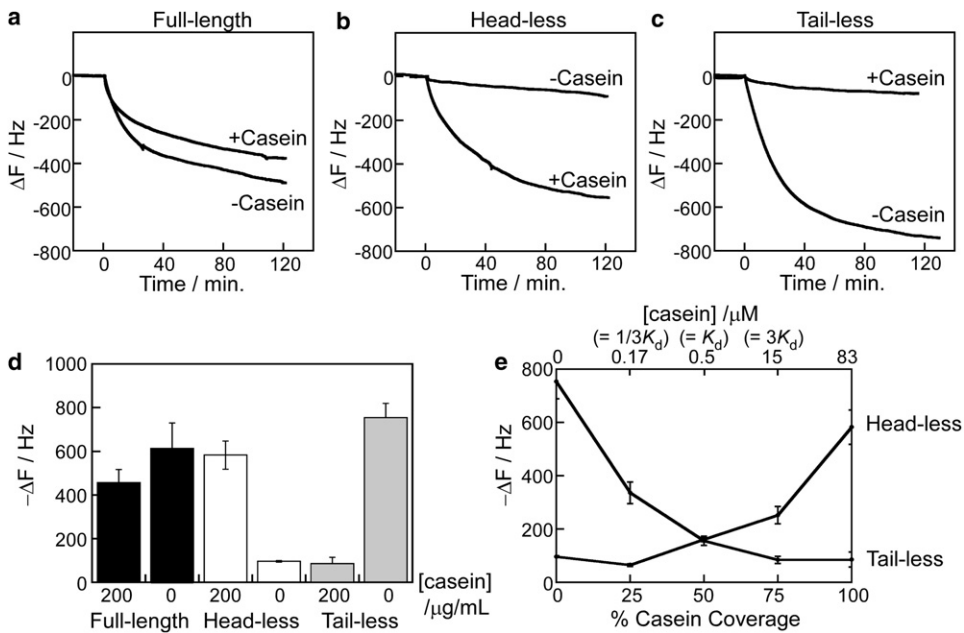 a Full-length
0
-200
-400
-600
-800
ΔF / Hz
+Casein
-Casein
0 40 80 120
Time / min.
b Head-less
0
-200
-400
-600
-800
ΔF / Hz
-Casein
+Casein
0 40 80 120
Time / min.
c Tail-less
0
-200
-400
-600
-800
ΔF / Hz
+Casein
-Casein
0 40 80 120
Time / min.
d
1000
800
600
400
200
0
−ΔF / Hz
200 0 200 0 200 0
[casein] /μg/mL
Full-length Head-less Tail-less
e
[casein] /μM
(= 1/3Kd) (= Kd) (= 3Kd)
0 0.17 0.5 15 83
800
600
400
200
0
−ΔF / Hz
Head-less
Tail-less
0 25 50 75 100
% Casein Coverage